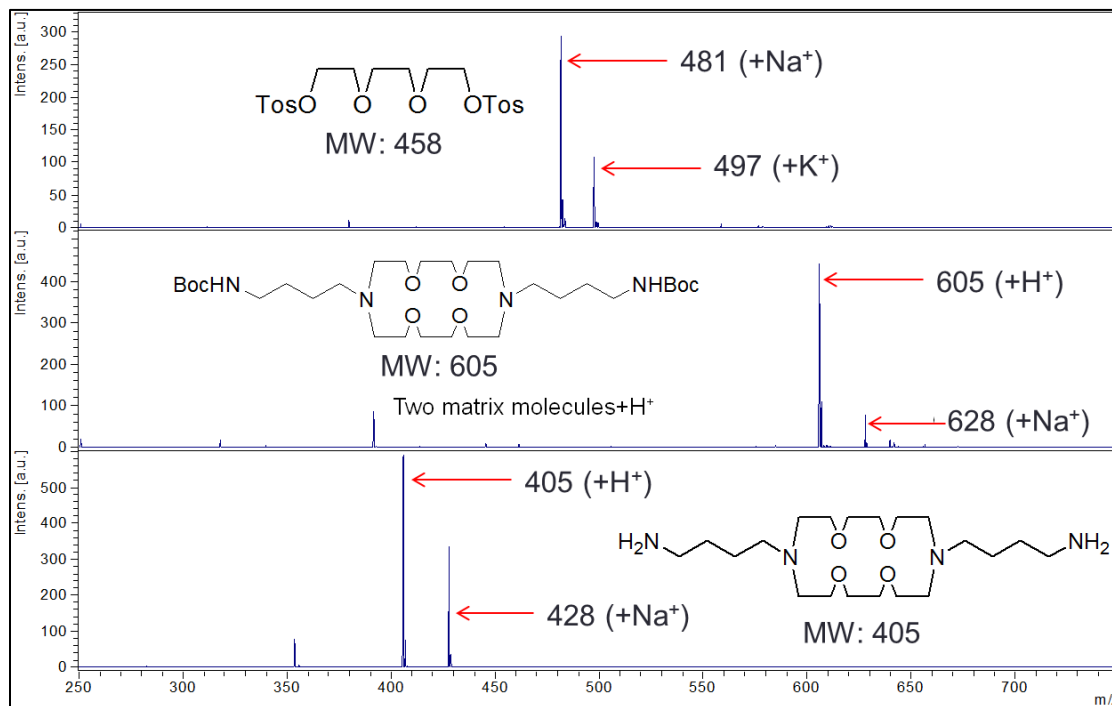 Intens. [a.u.]
300
250
200
150
100
50
0
TosO
O
O
OTos
MW: 458
481 (+Na⁺)
497 (+K⁺)
Intens. [a.u.]
400
300
200
100
0
BocHN
N
O
O
O
O
N
NHBoc
MW: 605
Two matrix molecules+H⁺
605 (+H⁺)
628 (+Na⁺)
Intens. [a.u.]
500
400
300
200
100
0
405 (+H⁺)
428 (+Na⁺)
H₂N
N
O
O
O
O
N
NH₂
MW: 405
250 300 350 400 450 500 550 600 650 700
m/